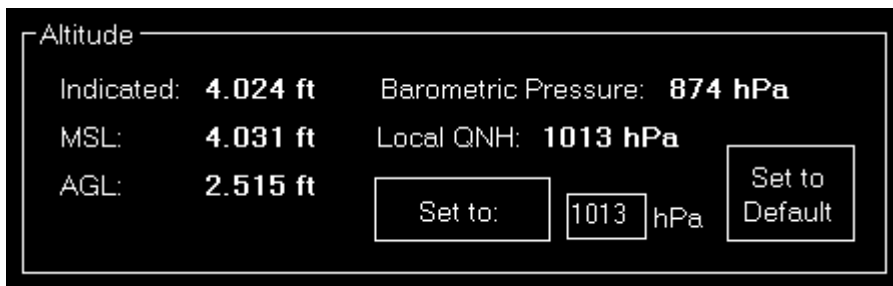 Altitude
Indicated: 4.024 ft Barometric Pressure: 874 hPa
MSL: 4.031 ft Local QNH: 1013 hPa
AGL: 2.515 ft
Set to: 1013 hPa
Set to
Default